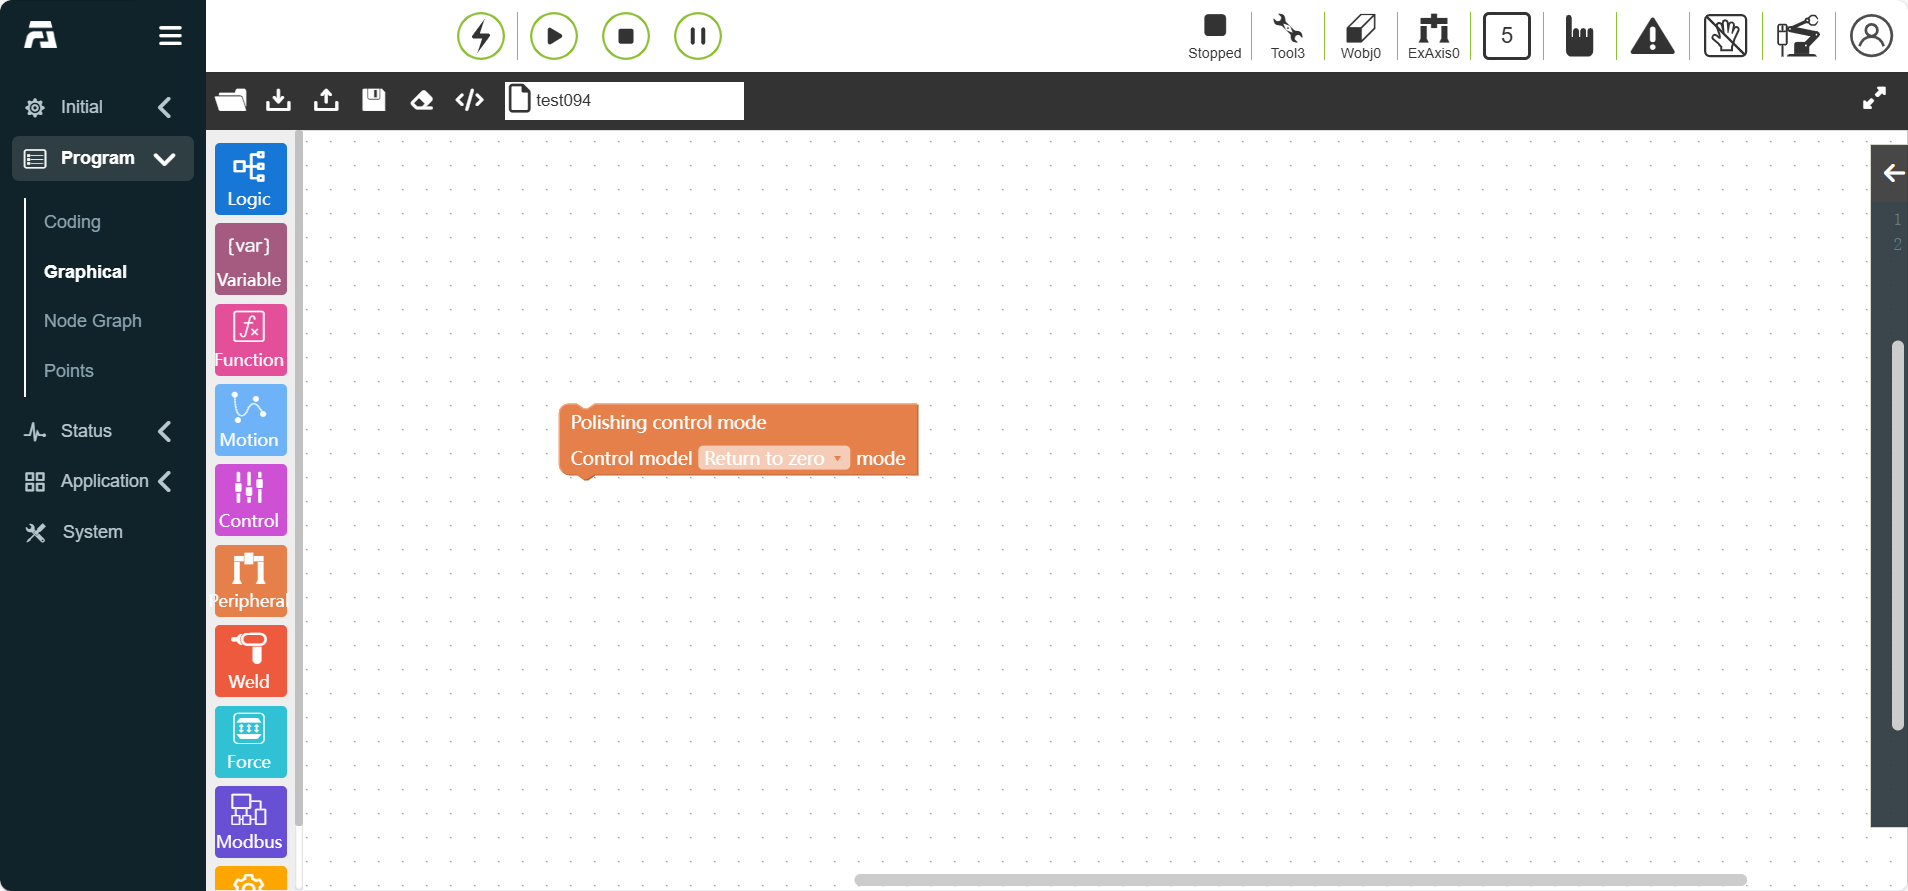 Stopped
Tool3
Wobj0
ExAxis0
5
Initial
Program
Coding
Graphical
Node Graph
Points
Status
Application
System
test094
Logic
{var}
Variable
fx
Function
Motion
Control
Peripheral
Weld
Force
Modbus
Polishing control mode
Control model Return to zero mode
1
2